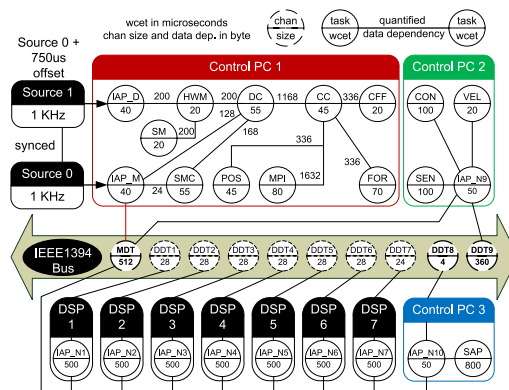 wcet in microseconds
chan size and data dep. in byte
chan
size
task
wcet
quantified
data dependency
task
wcet
Source 0 +
750us
offset
Control PC 1
Control PC 2
Source 1
1 KHz
synced
Source 0
1 KHz
IAP_D
40
200
HWM
20
200
DC
55
1168
CC
45
336
CFF
20
128
SM
20
200
168
336
336
IAP_M
40
24
SMC
55
POS
45
MPI
80
1632
FOR
70
CON
100
VEL
20
SEN
100
IAP_N9
50
IEEE1394
Bus
MDT
512
DDT1
28
DDT2
28
DDT3
28
DDT4
28
DDT5
28
DDT6
28
DDT7
24
DDT8
4
DDT9
360
DSP
1
DSP
2
DSP
3
DSP
4
DSP
5
DSP
6
DSP
7
Control PC 3
IAP_N1
500
IAP_N2
500
IAP_N3
500
IAP_N4
500
IAP_N5
500
IAP_N6
500
IAP_N7
500
IAP_N10
50
SAP
800